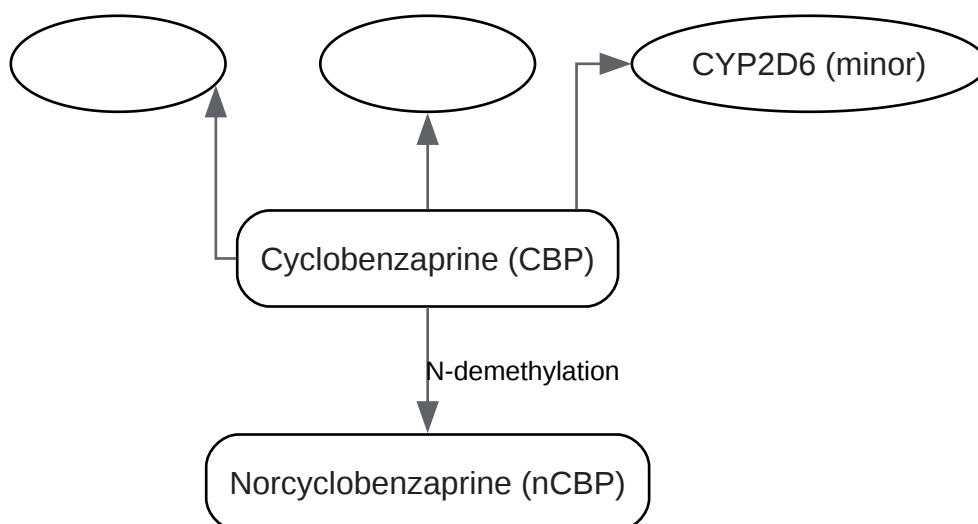 CYP2D6 (minor)
Cyclobenzaprine (CBP)
N-demethylation
Norcyclobenzaprine (nCBP)